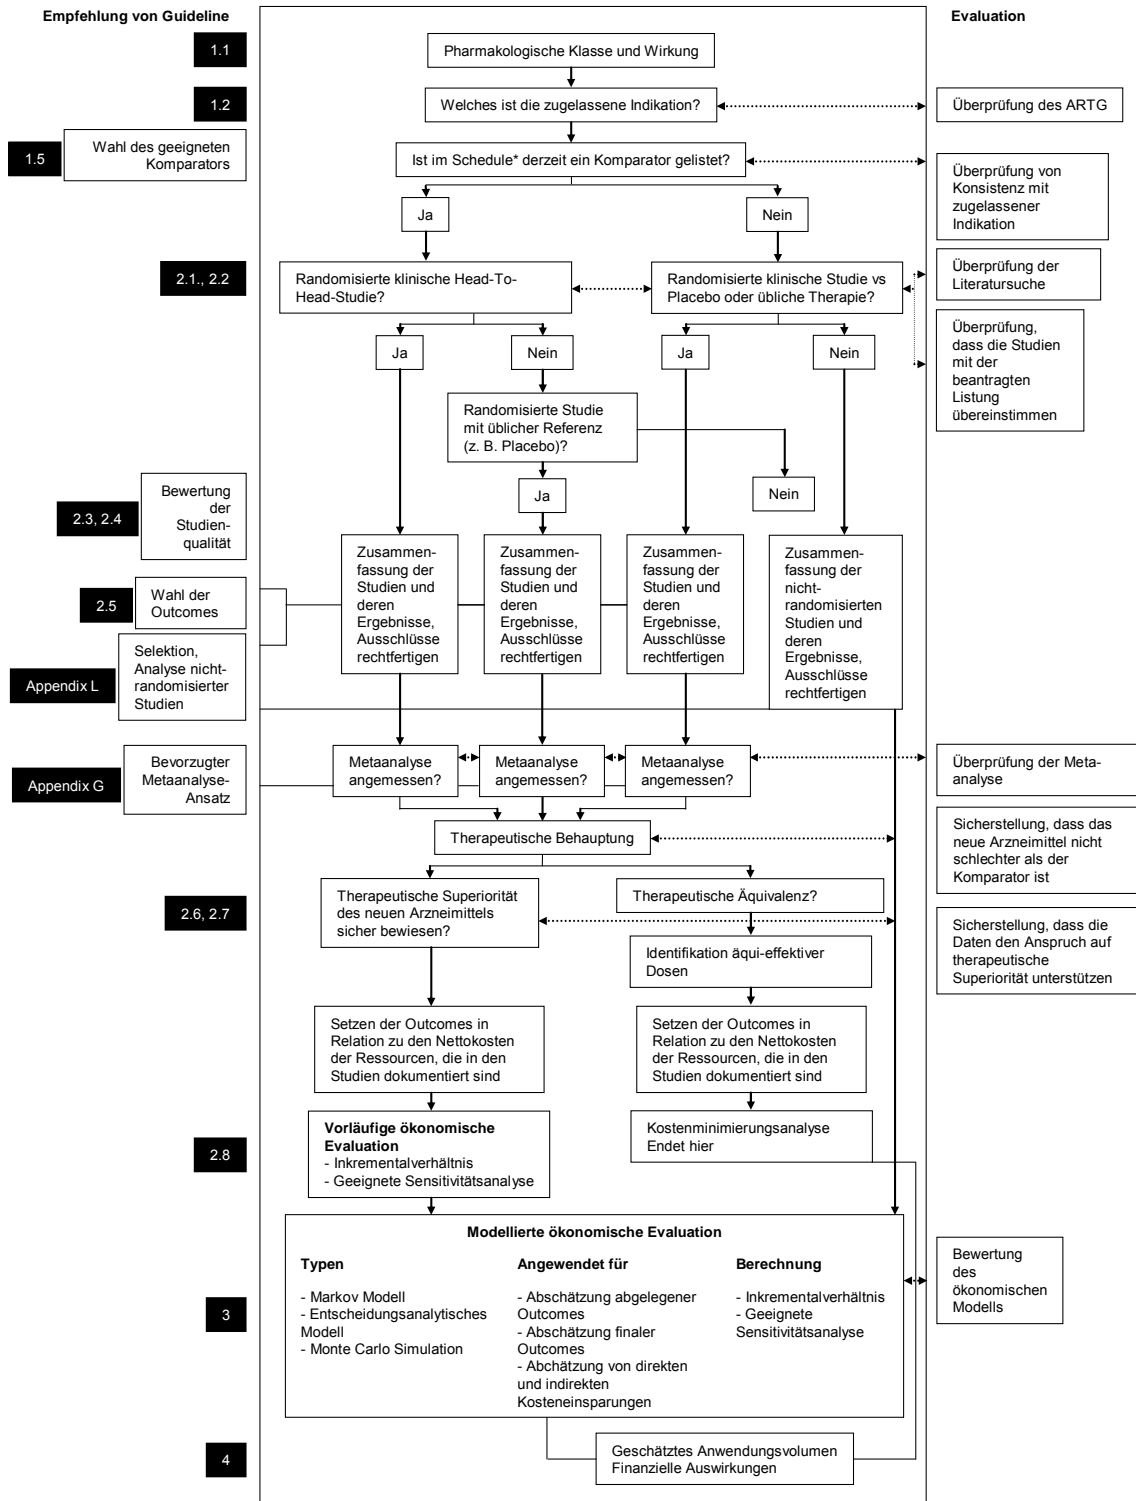 Empfehlung von Guideline
Evaluation
1.1
Pharmakologische Klasse und Wirkung
1.2
Welches ist die zugelassene Indikation?
Überprüfung des ARTG
1.5
Wahl des geeigneten
Komparators
Ist im Schedule* derzeit ein Komparator gelistet?
Überprüfung von
Konsistenz mit
zugelassener
Indikation
Ja
Nein
2.1., 2.2
Randomisierte klinische Head-To-
Head-Studie?
Randomisierte klinische Studie vs
Placebo oder übliche Therapie?
Überprüfung der
Literatursuche
Ja
Nein
Ja
Nein
Überprüfung,
dass die Studien
mit der
beantragten
Listung
übereinstimmen
Randomisierte Studie
mit üblicher Referenz
(z. B. Placebo)?
Ja
Nein
2.3, 2.4
Bewertung
der
Studien-
qualität
Zusammen-
fassung der
Studien und
deren
Ergebnisse,
Ausschlüsse
rechtfertigen
Zusammen-
fassung der
Studien und
deren
Ergebnisse,
Ausschlüsse
rechtfertigen
Zusammen-
fassung der
Studien und
deren
Ergebnisse,
Ausschlüsse
rechtfertigen
Zusammen-
fassung der
nicht-
randomisierten
Studien und
deren
Ergebnisse,
Ausschlüsse
rechtfertigen
2.5
Wahl der
Outcomes
Appendix L
Selektion,
Analyse nicht-
randomisierter
Studien
Appendix G
Bevorzugter
Metaanalyse-
Ansatz
Metaanalyse
angemessen?
Metaanalyse
angemessen?
Metaanalyse
angemessen?
Überprüfung der Meta-
analyse
Therapeutische Behauptung
Sicherstellung, dass das
neue Arzeimittel nicht
schlechter als der
Komparator ist
2.6, 2.7
Therapeutische Superiorität
des neuen Arzneimittels
sicher bewiesen?
Therapeutische Äquivalenz?
Sicherstellung, dass die
Daten den Anspruch auf
therapeutische
Superiorität unterstützen
Identifikation äqui-effektiver
Dosen
Setzen der Outcomes in
Relation zu den Nettokosten
der Ressourcen, die in den
Studien dokumentiert sind
Setzen der Outcomes in
Relation zu den Nettokosten
der Ressourcen, die in den
Studien dokumentiert sind
2.8
Vorläufige ökonomische
Evaluation
- Inkrementalverhältnis
- Geeignete Sensitivitätsanalyse
Kostenminimierungsanalyse
Endet hier
Modellierte ökonomische Evaluation
3
Typen
- Markov Modell
- Entscheidungsanalytisches
Modell
- Monte Carlo Simulation
Angewendet für
- Abschätzung abgelegener
Outcomes
- Abschätzung finaler
Outcomes
- Abchätzung von direkten
und indirekten
Kosteneinsparungen
Berechnung
- Inkrementalverhältnis
- Geeignete
Sensitivitätsanalyse
Bewertung
des
ökonomischen
Modells
4
Geschätztes Anwendungsvolumen
Finanzielle Auswirkungen